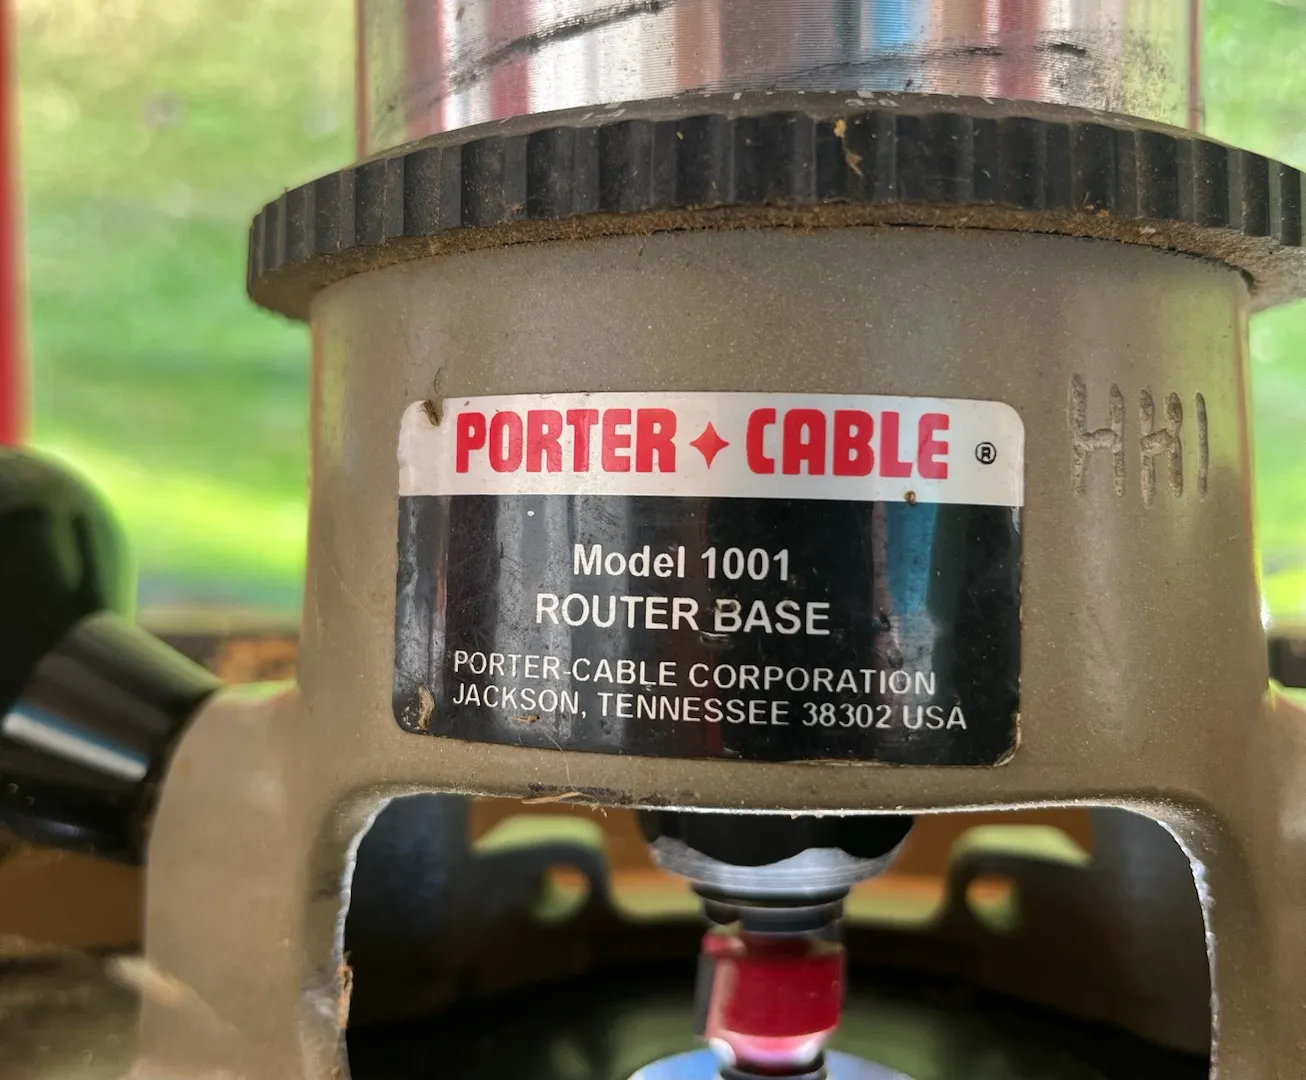 PORTER✦CABLE ®
Model 1001
ROUTER BASE
PORTER-CABLE CORPORATION
JACKSON, TENNESSEE 38302 USA
HHI